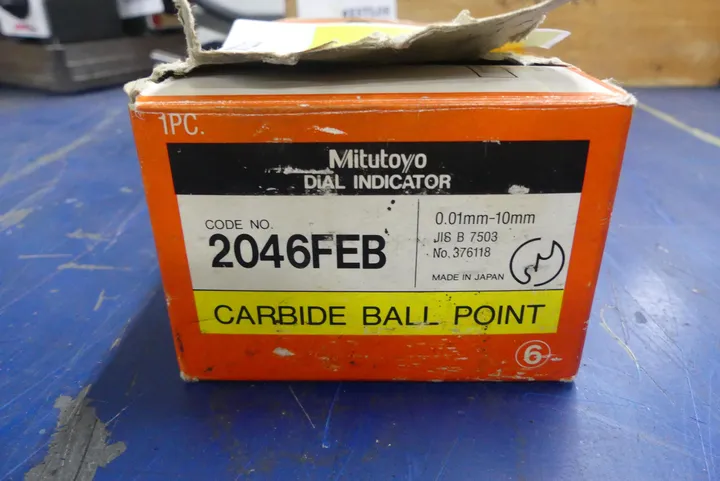 1PC.
Mitutoyo
DIAL INDICATOR
CODE NO.
2046FEB
0.01mm-10mm
JIS B 7503
No. 376118
MADE IN JAPAN
CARBIDE BALL POINT
6